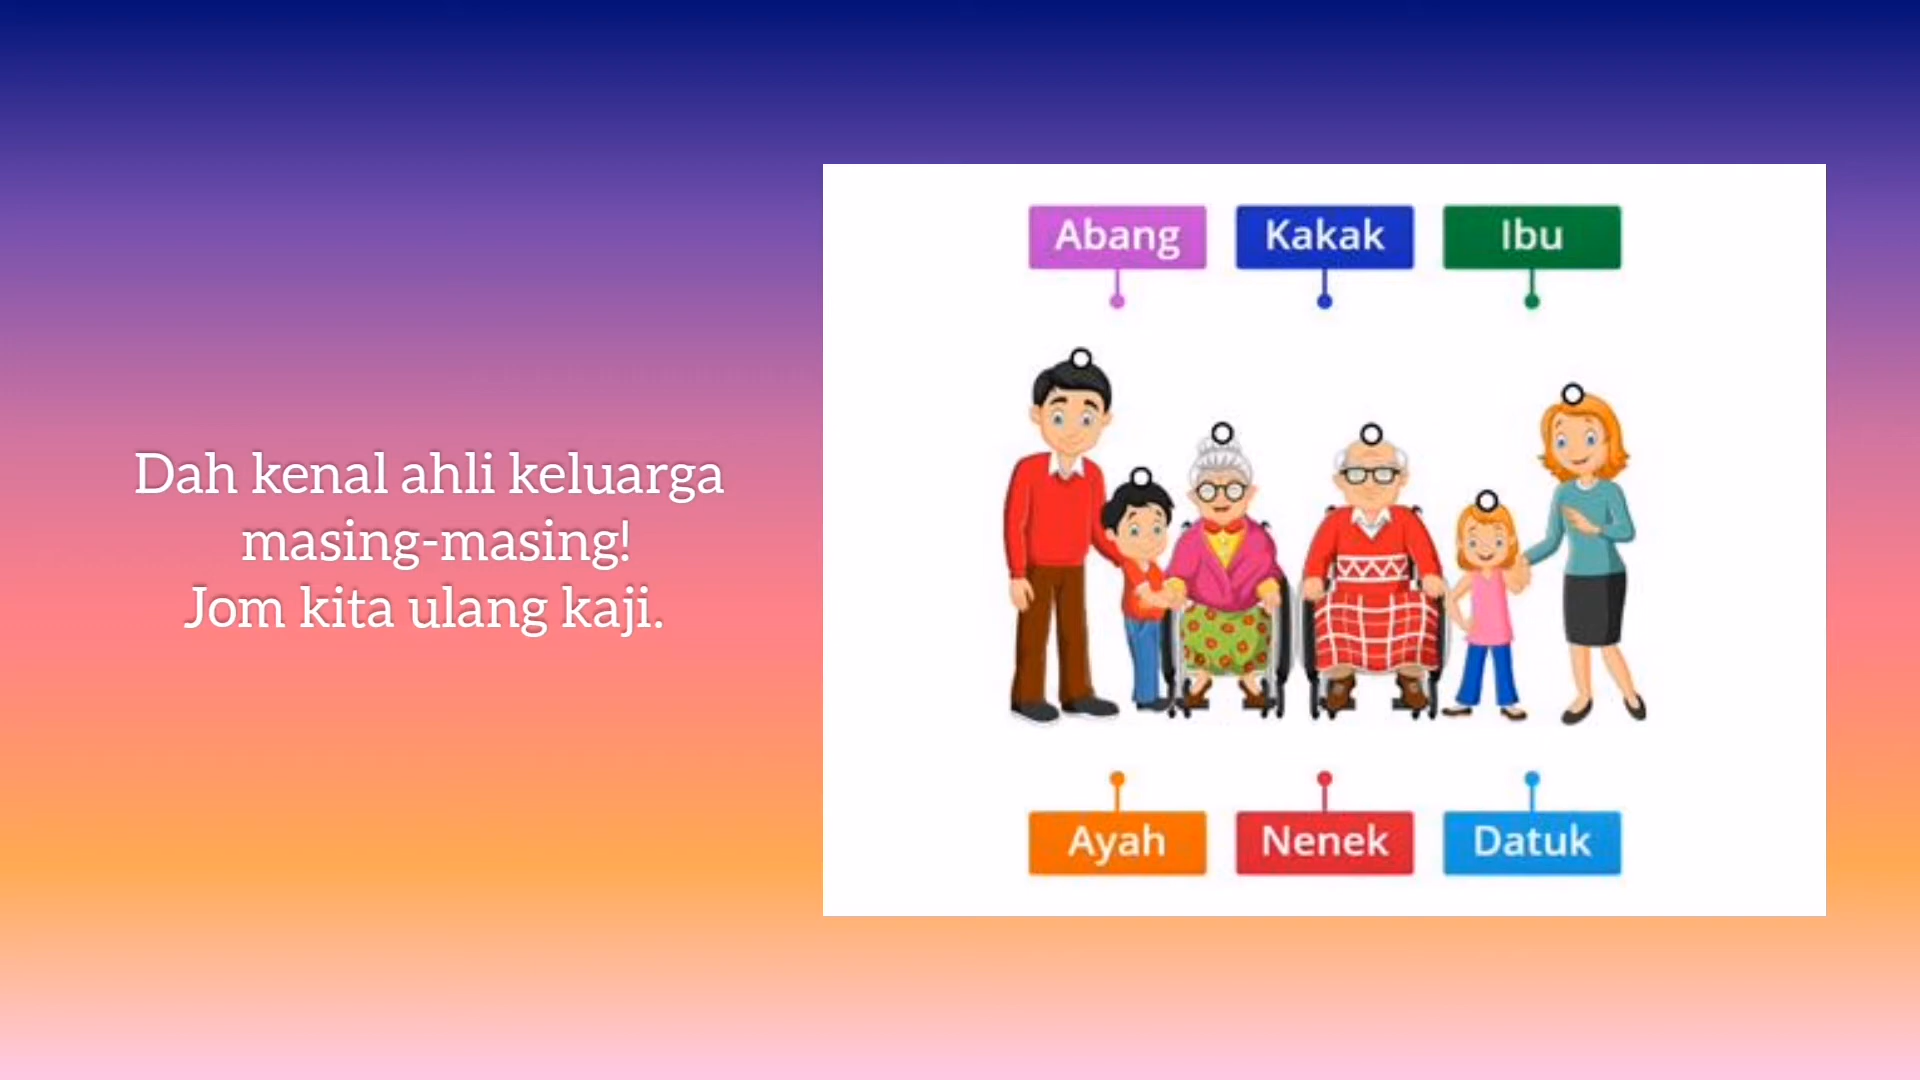 Dah kenal ahli keluarga
masing-masing!
Jom kita ulang kaji.
Abang
Kakak
Ibu
Ayah
Nenek
Datuk